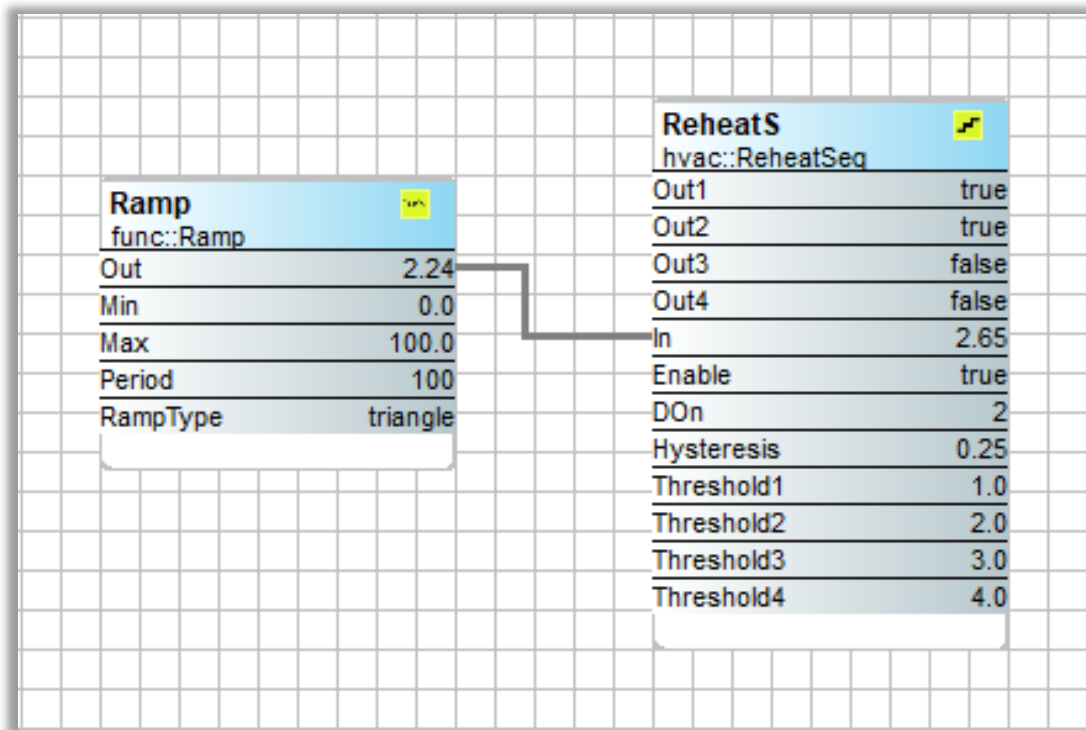 Ramp
func::Ramp
Out 2.24
Min 0.0
Max 100.0
Period 100
RampType triangle
ReheatS
hvac::ReheatSeq
Out1 true
Out2 true
Out3 false
Out4 false
In 2.65
Enable true
DOn 2
Hysteresis 0.25
Threshold1 1.0
Threshold2 2.0
Threshold3 3.0
Threshold4 4.0